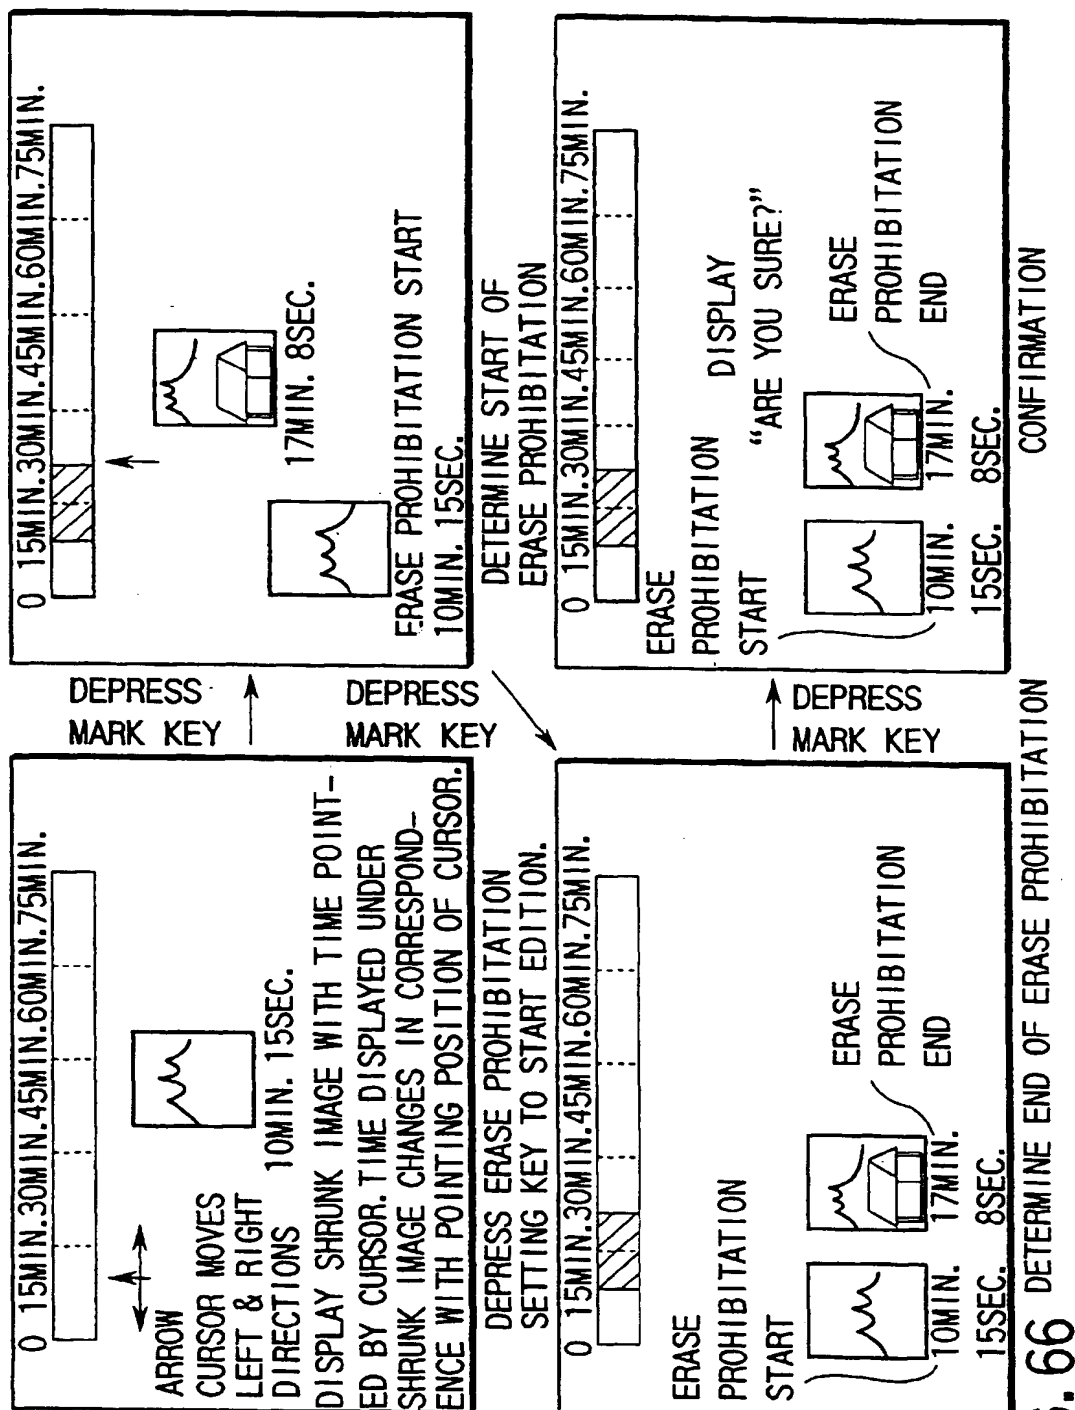 0 15MIN.30MIN.45MIN.60MIN.75MIN.
ARROW
CURSOR MOVES
LEFT & RIGHT
DIRECTIONS
10MIN. 15SEC.
DISPLAY SHRUNK IMAGE WITH TIME POINT-
ED BY CURSOR.TIME DISPLAYED UNDER
SHRUNK IMAGE CHANGES IN CORRESPOND-
ENCE WITH POINTING POSITION OF CURSOR.
DEPRESS ERASE PROHIBITATION
SETTING KEY TO START EDITION.
DEPRESS
MARK KEY
0 15MIN.30MIN.45MIN.60MIN.75MIN.
17MIN. 8SEC.
ERASE PROHIBITATION START
10MIN. 15SEC.
DETERMINE START OF
ERASE PROHIBITATION
DEPRESS
MARK KEY
0 15MIN.30MIN.45MIN.60MIN.75MIN.
ERASE
PROHIBITATION
START
10MIN.
15SEC.
17MIN.
8SEC.
ERASE
PROHIBITATION
END
DETERMINE END OF ERASE PROHIBITATION
DEPRESS
MARK KEY
0 15MIN.30MIN.45MIN.60MIN.75MIN.
ERASE
PROHIBITATION
START
DISPLAY
“ARE YOU SURE?”
10MIN.
15SEC.
17MIN.
8SEC.
ERASE
PROHIBITATION
END
CONFIRMATION
66